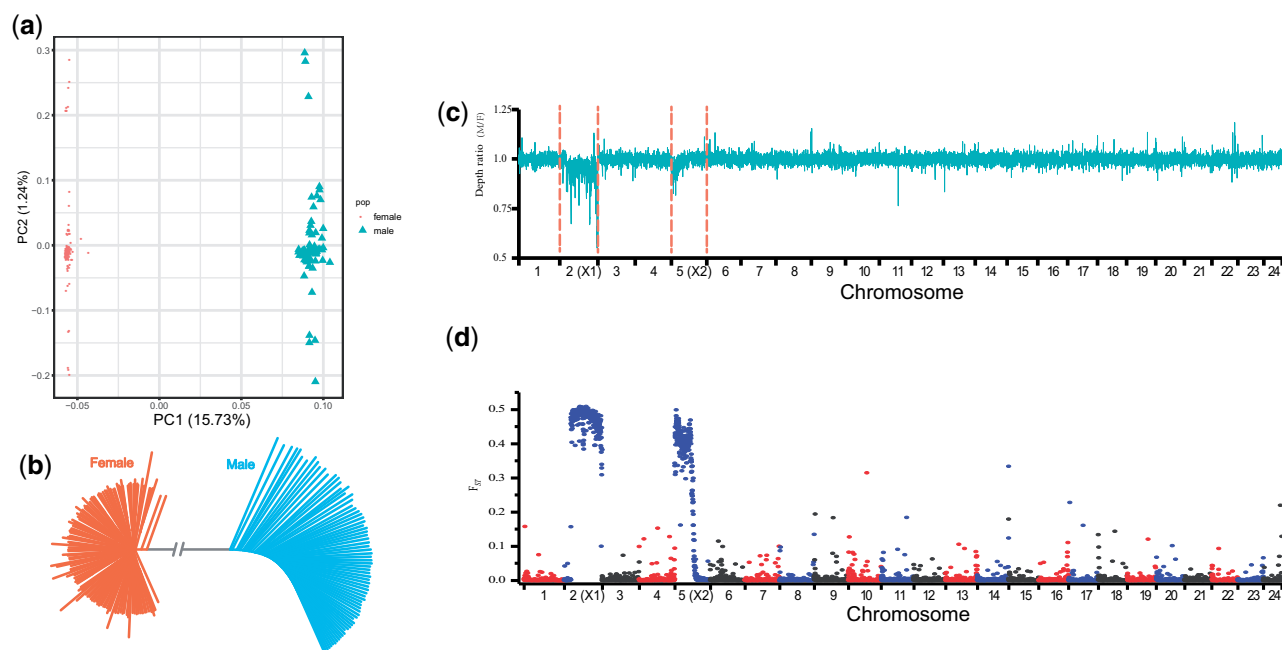 (a)
0.3
0.2
0.1
0.0
−0.1
−0.2
PC2 (1.24%)
−0.05
0.00
0.05
0.10
PC1 (15.73%)
pop
female
male
(b)
Female
Male
(c)
1.25
1.0
0.75
0.5
Depth ratio (M/F)
1 2 (X1) 3 4 5 (X2) 6 7 8 9 10 11 12 13 14 15 16 17 18 19 20 21 22 23 24
Chromosome
(d)
0.5
0.4
0.3
0.2
0.1
0.0
FST
1 2 (X1) 3 4 5 (X2) 6 7 8 9 10 11 12 13 14 15 16 17 18 19 20 21 22 23 24
Chromosome